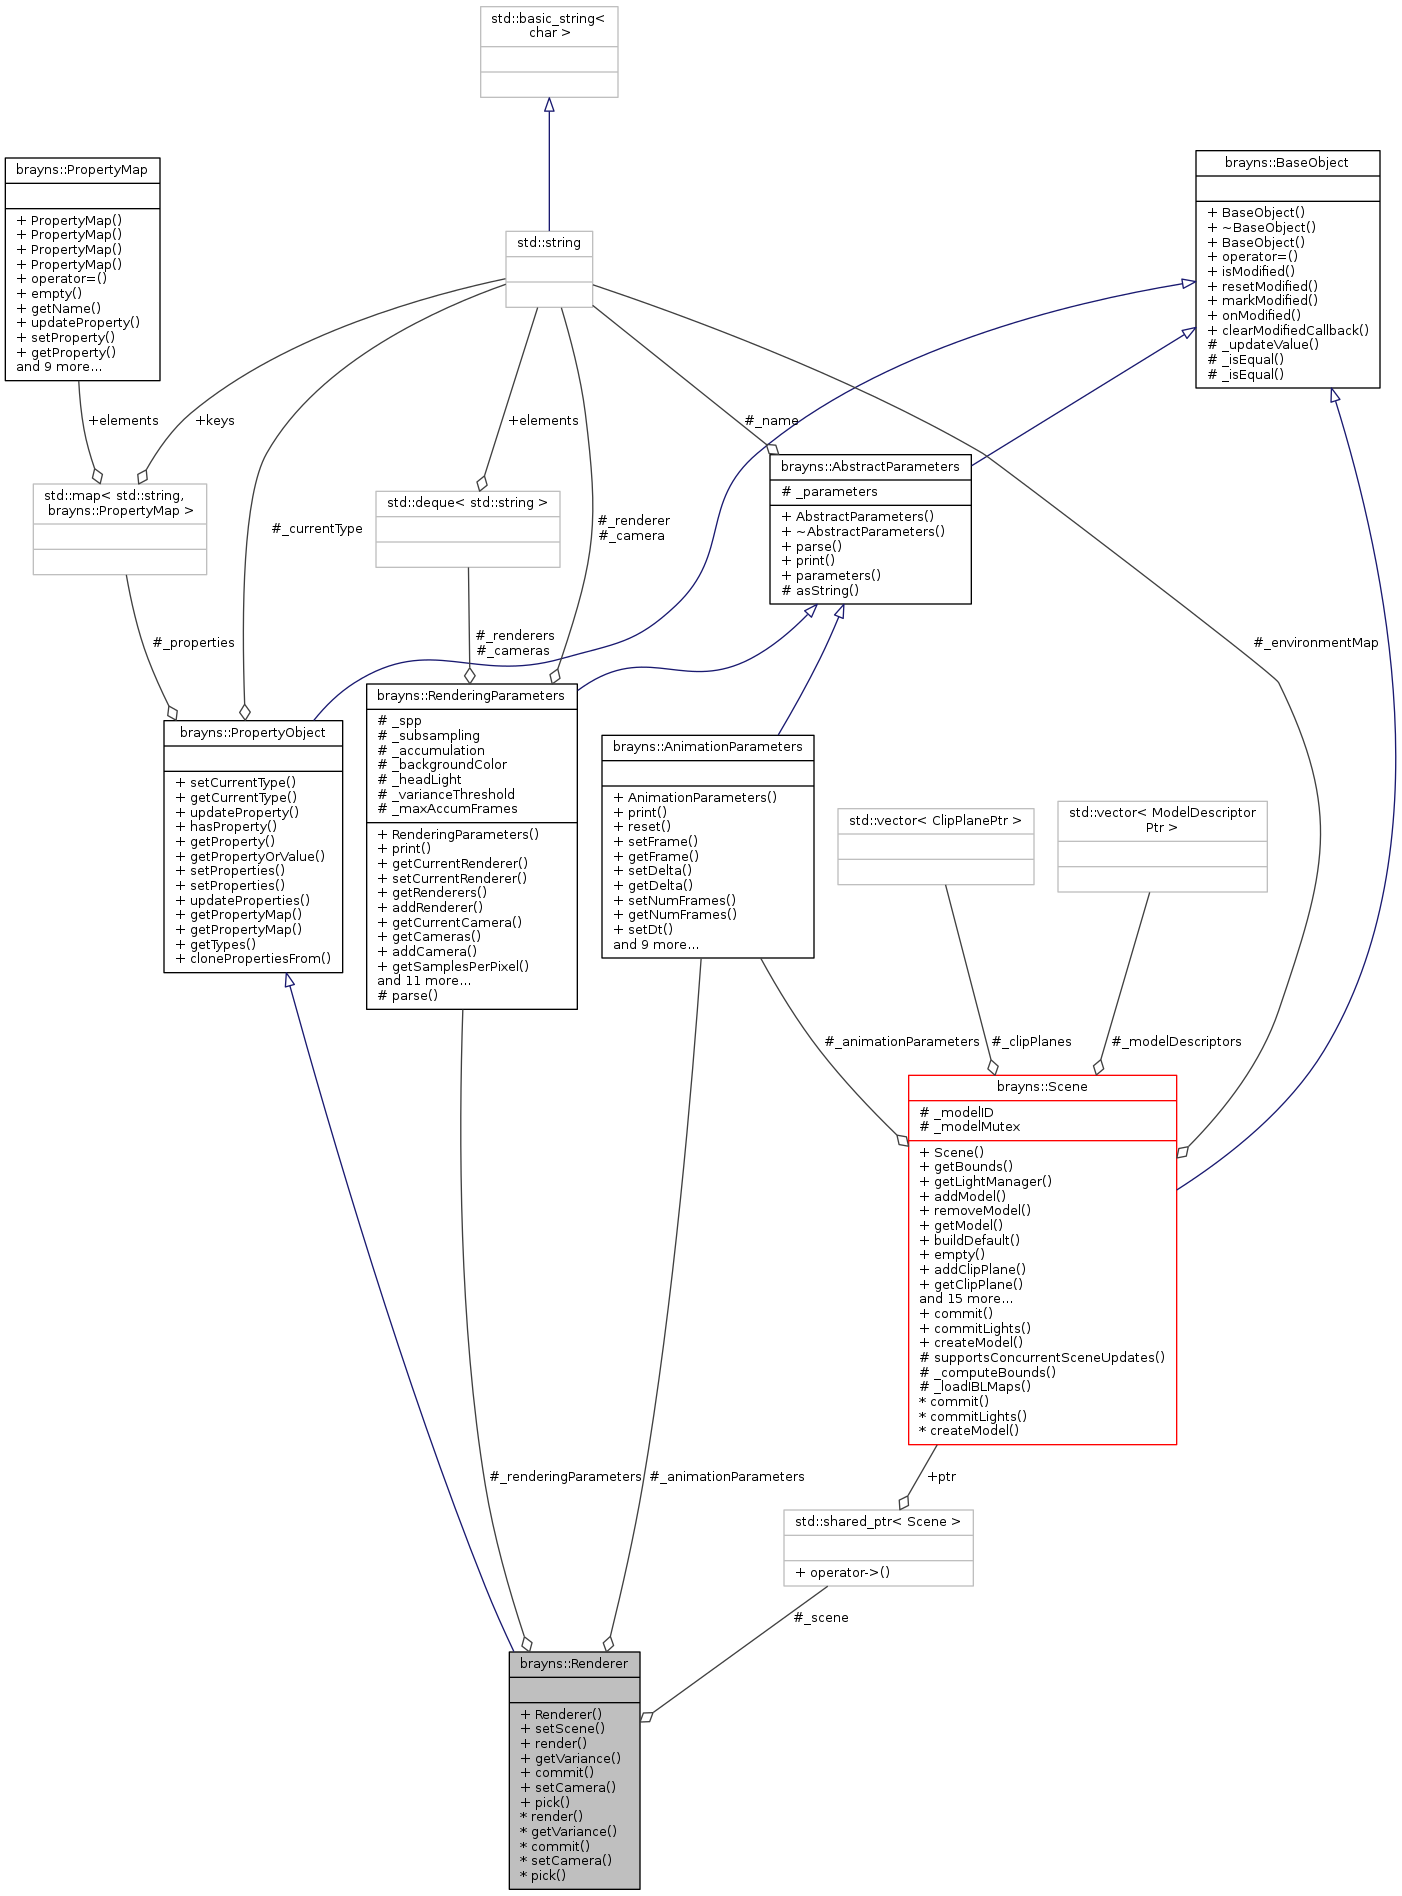 std::basic_string<
char >
brayns::PropertyMap
+ PropertyMap()
+ PropertyMap()
+ PropertyMap()
+ PropertyMap()
+ operator=()
+ empty()
+ getName()
+ updateProperty()
+ setProperty()
+ getProperty()
and 9 more...
brayns::BaseObject
+ BaseObject()
+ ~BaseObject()
+ BaseObject()
+ operator=()
+ isModified()
+ resetModified()
+ markModified()
+ onModified()
+ clearModifiedCallback()
# _updateValue()
# _isEqual()
# _isEqual()
std::string
+elements
+keys
+elements
#_name
std::map< std::string,
brayns::PropertyMap >
#_currentType
std::deque< std::string >
#_renderer
#_camera
brayns::AbstractParameters
# _parameters
+ AbstractParameters()
+ ~AbstractParameters()
+ parse()
+ print()
+ parameters()
# asString()
#_properties
#_renderers
#_cameras
#_environmentMap
brayns::PropertyObject
+ setCurrentType()
+ getCurrentType()
+ updateProperty()
+ hasProperty()
+ getProperty()
+ getPropertyOrValue()
+ setProperties()
+ setProperties()
+ updateProperties()
+ getPropertyMap()
+ getPropertyMap()
+ getTypes()
+ clonePropertiesFrom()
brayns::RenderingParameters
# _spp
# _subsampling
# _accumulation
# _backgroundColor
# _headLight
# _varianceThreshold
# _maxAccumFrames
+ RenderingParameters()
+ print()
+ getCurrentRenderer()
+ setCurrentRenderer()
+ getRenderers()
+ addRenderer()
+ getCurrentCamera()
+ getCameras()
+ addCamera()
+ getSamplesPerPixel()
and 11 more...
# parse()
brayns::AnimationParameters
+ AnimationParameters()
+ print()
+ reset()
+ setFrame()
+ getFrame()
+ setDelta()
+ getDelta()
+ setNumFrames()
+ getNumFrames()
+ setDt()
and 9 more...
std::vector< ClipPlanePtr >
std::vector< ModelDescriptor
Ptr >
#_animationParameters
#_clipPlanes
#_modelDescriptors
brayns::Scene
# _modelID
# _modelMutex
+ Scene()
+ getBounds()
+ getLightManager()
+ addModel()
+ removeModel()
+ getModel()
+ buildDefault()
+ empty()
+ addClipPlane()
+ getClipPlane()
and 15 more...
+ commit()
+ commitLights()
+ createModel()
# supportsConcurrentSceneUpdates()
# _computeBounds()
# _loadIBLMaps()
* commit()
* commitLights()
* createModel()
#_renderingParameters
#_animationParameters
+ptr
std::shared_ptr< Scene >
+ operator->()
#_scene
brayns::Renderer
+ Renderer()
+ setScene()
+ render()
+ getVariance()
+ commit()
+ setCamera()
+ pick()
* render()
* getVariance()
* commit()
* setCamera()
* pick()